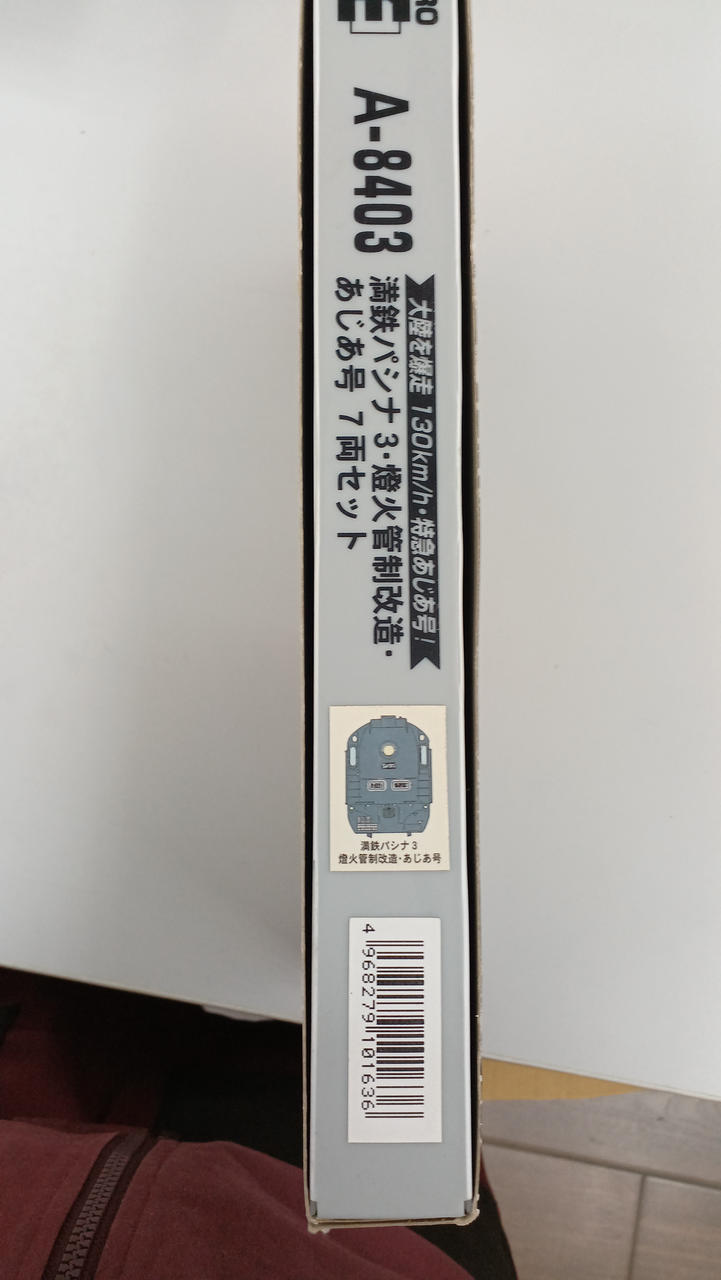 RO
E
A-8403
大陸を爆走 130km/h・特急あじあ号!
満鉄パシナ 3・燈火管制改造・
あじあ号 7 両セット
満鉄パシナ 3
燈火管制改造・あじあ号
4 968279 101636